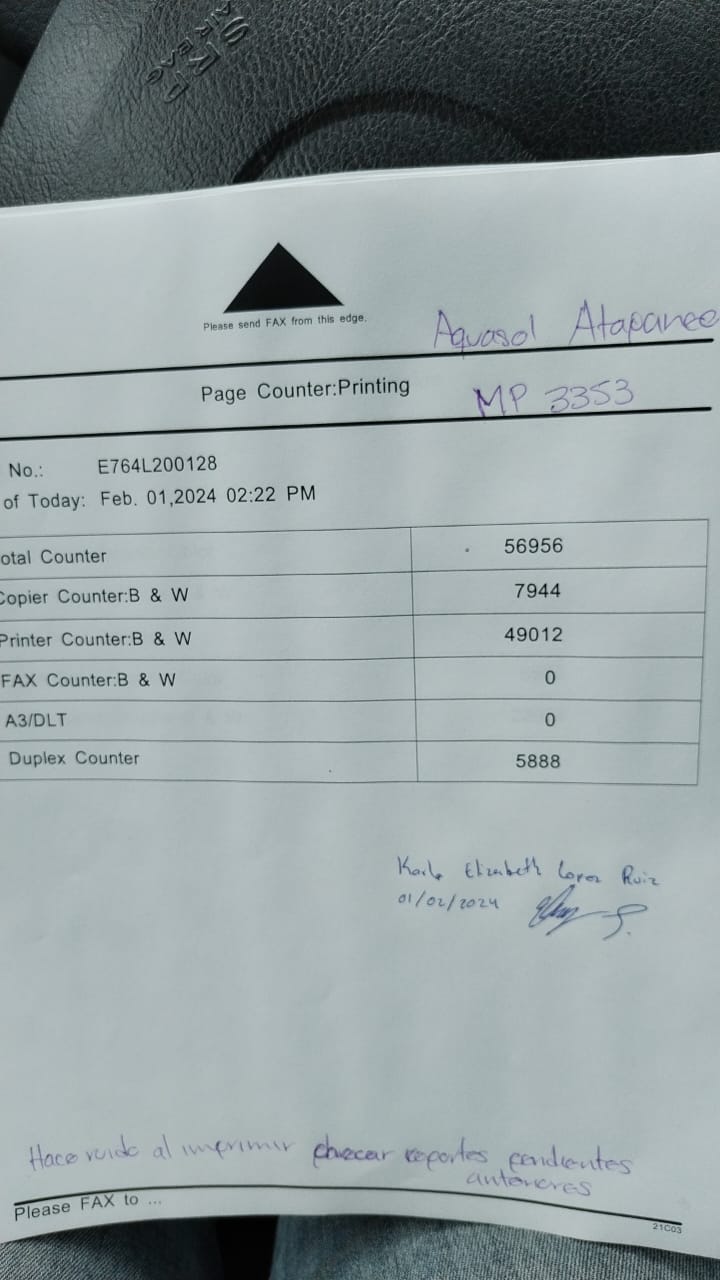 SRP
AIRBAG
Please send FAX from this edge.
Aquasol Atapaneo
Page Counter:Printing
MP 3353
No.: E764L200128
of Today: Feb. 01,2024 02:22 PM
otal Counter 56956
Copier Counter:B & W 7944
Printer Counter:B & W 49012
FAX Counter:B & W 0
A3/DLT 0
Duplex Counter 5888
Karla Elizabeth Lopez Ruiz
01/02/2024
Hace ruido al imprimir checar reportes pendientes
anteriores
Please FAX to ...
21C03